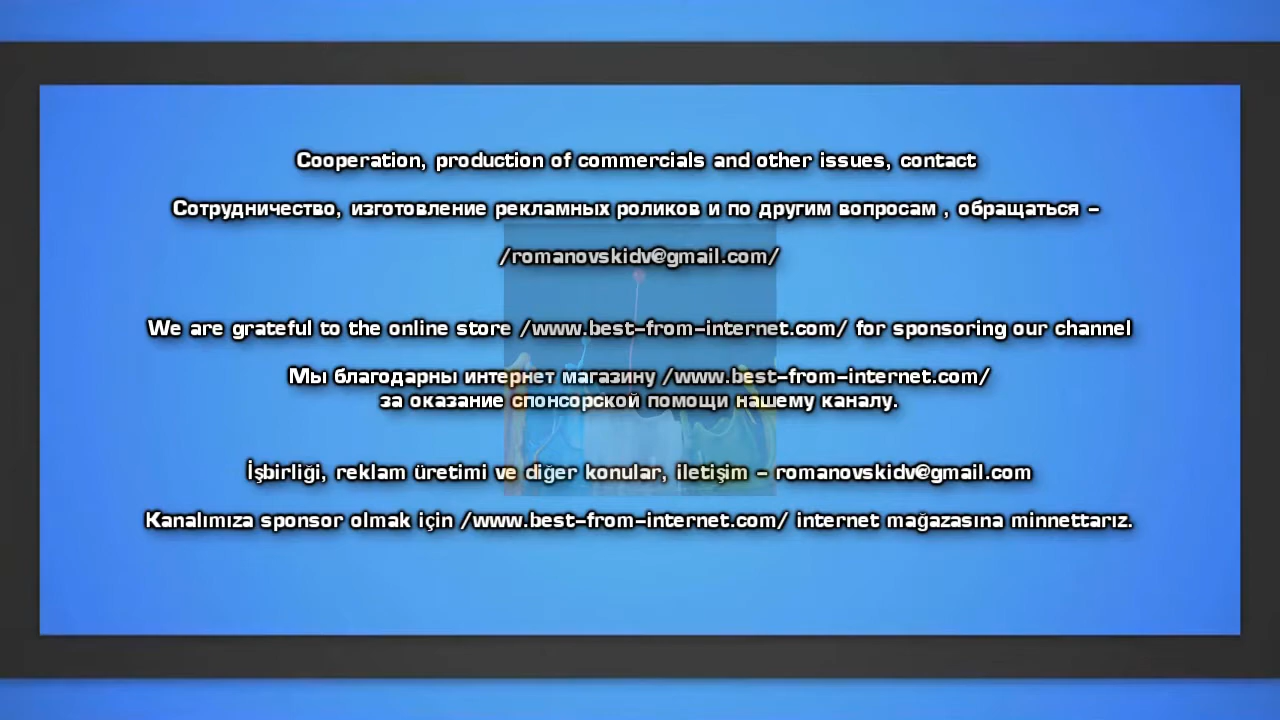 Cooperation, production of commercials and other issues, contact
Сотрудничество, изготовление рекламных роликов и по другим вопросам , обращаться -
/romanovskidv@gmail.com/
We are grateful to the online store /www.best-from-internet.com/ for sponsoring our channel
Мы благодарны интернет магазину /www.best-from-internet.com/
за оказание спонсорской помощи нашему каналу.
İşbirliği, reklam üretimi ve diğer konular, iletişim - romanovskidv@gmail.com
Kanalımıza sponsor olmak için /www.best-from-internet.com/ internet mağazasına minnettarız.